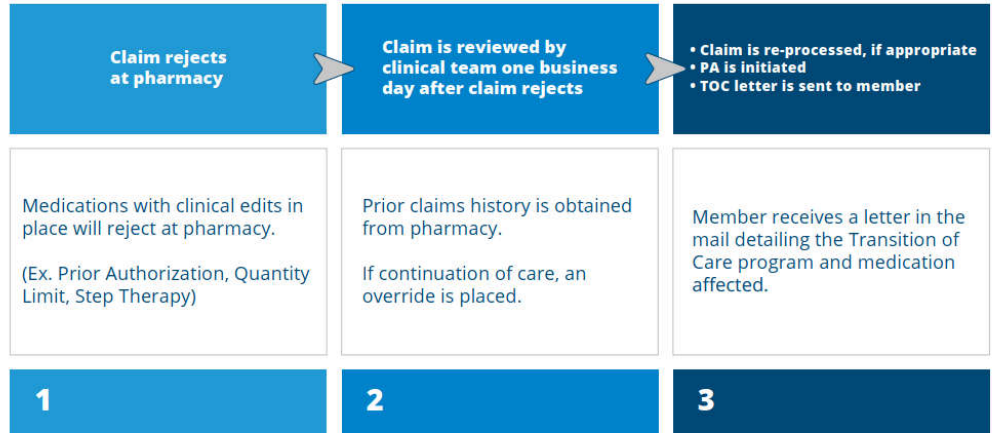 Claim rejects
at pharmacy
Claim is reviewed by
clinical team one business
day after claim rejects
• Claim is re-processed, if appropriate
• PA is initiated
• TOC letter is sent to member
Medications with clinical edits in
place will reject at pharmacy.
(Ex. Prior Authorization, Quantity
Limit, Step Therapy)
Prior claims history is obtained
from pharmacy.
If continuation of care, an
override is placed.
Member receives a letter in the
mail detailing the Transition of
Care program and medication
affected.
1
2
3